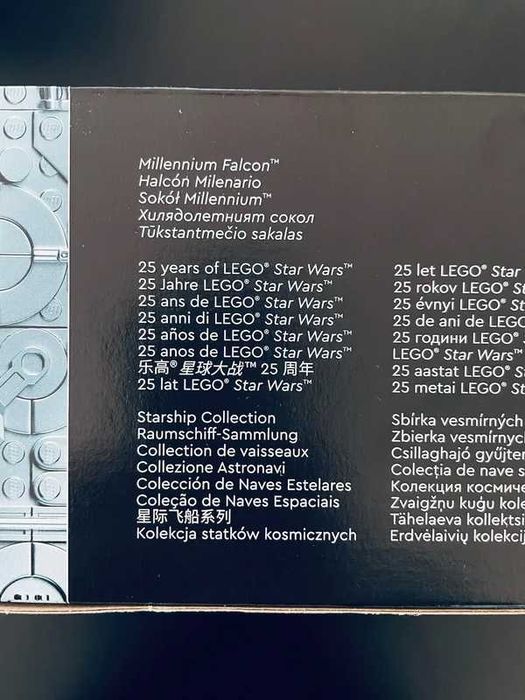 Millennium Falcon™
Halcón Milenario
Sokół Millennium™
Хилядолетният сокол
Tūkstantmečio sakalas
25 years of LEGO® Star Wars™
25 Jahre LEGO® Star Wars™
25 ans de LEGO® Star Wars™
25 anni di LEGO® Star Wars™
25 años de LEGO® Star Wars™
25 anos de LEGO® Star Wars™
乐高®星球大战™ 25 周年
25 lat LEGO® Star Wars™
Starship Collection
Raumschiff-Sammlung
Collection de vaisseaux
Collezione Astronavi
Colección de Naves Estelares
Coleção de Naves Espaciais
星际飞船系列
Kolekcja statków kosmicznych
25 let LEGO® Star
25 rokov LEGO® St
25 évnyi LEGO® St
25 de ani de LEGO
25 години LEGO®
LEGO® Star Wars™
25 aastat LEGO® S
25 metai LEGO® St
Sbírka vesmírných
Zbierka vesmírnyc
Csillaghajó gyűjtem
Colecția de nave s
Колекция космиче
Zvaigžņu kuģu kole
Tähelaeva kollektsi
Erdvėlaivių kolekcij